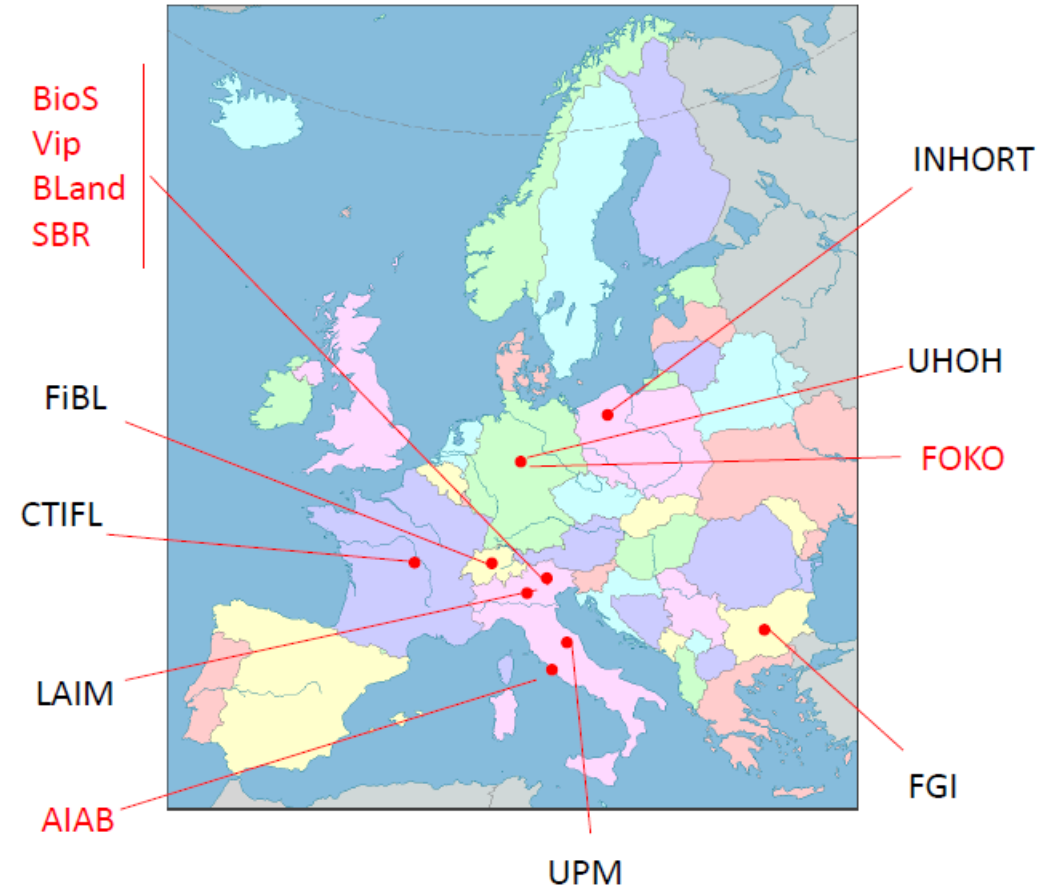 BioS
Vip
BLand
SBR
INHORT
UHOH
FiBL
FOKO
CTIFL
LAIM
FGI
AIAB
UPM